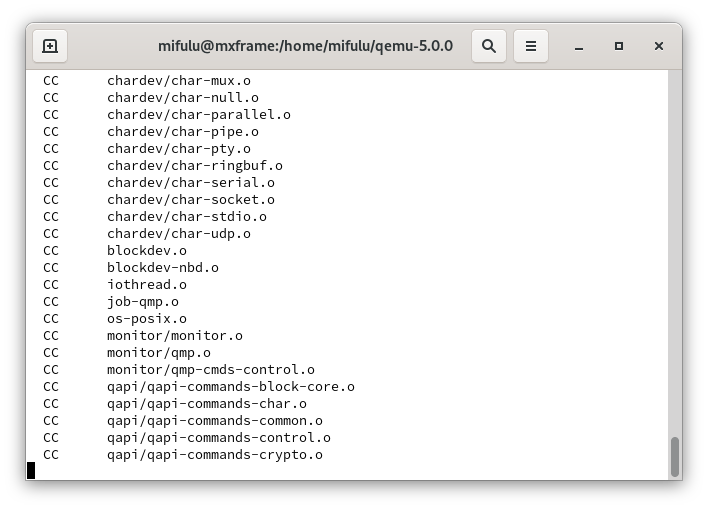 mifulu@mxframe:/home/mifulu/qemu-5.0.0
CC chardev/char-mux.o
CC chardev/char-null.o
CC chardev/char-parallel.o
CC chardev/char-pipe.o
CC chardev/char-pty.o
CC chardev/char-ringbuf.o
CC chardev/char-serial.o
CC chardev/char-socket.o
CC chardev/char-stdio.o
CC chardev/char-udp.o
CC blockdev.o
CC blockdev-nbd.o
CC iothread.o
CC job-qmp.o
CC os-posix.o
CC monitor/monitor.o
CC monitor/qmp.o
CC monitor/qmp-cmds-control.o
CC qapi/qapi-commands-block-core.o
CC qapi/qapi-commands-char.o
CC qapi/qapi-commands-common.o
CC qapi/qapi-commands-control.o
CC qapi/qapi-commands-crypto.o